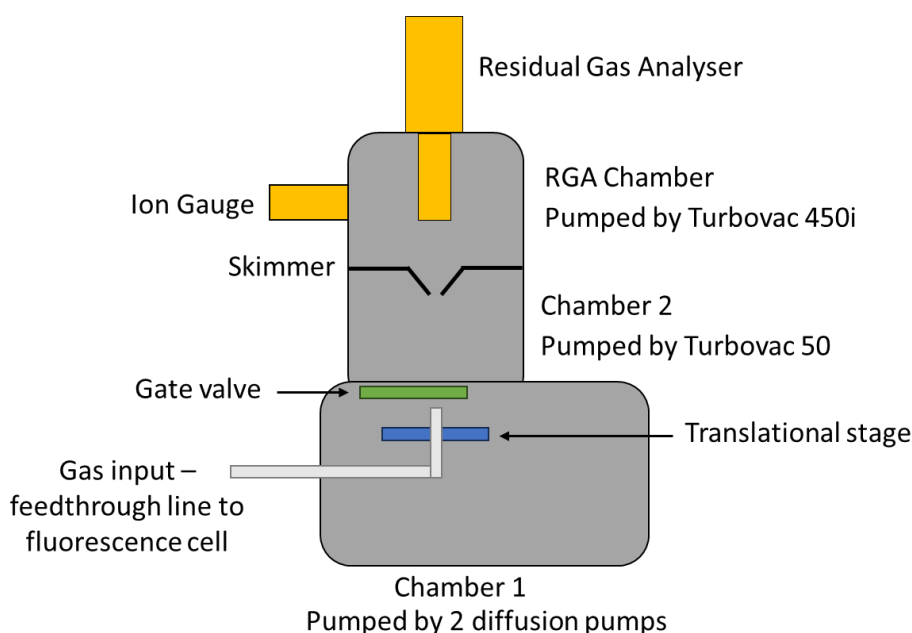 Residual Gas Analyser
RGA Chamber
Pumped by Turbovac 450i
Ion Gauge
Skimmer
Chamber 2
Pumped by Turbovac 50
Gate valve
Translational stage
Gas input –
feedthrough line to
fluorescence cell
Chamber 1
Pumped by 2 diffusion pumps